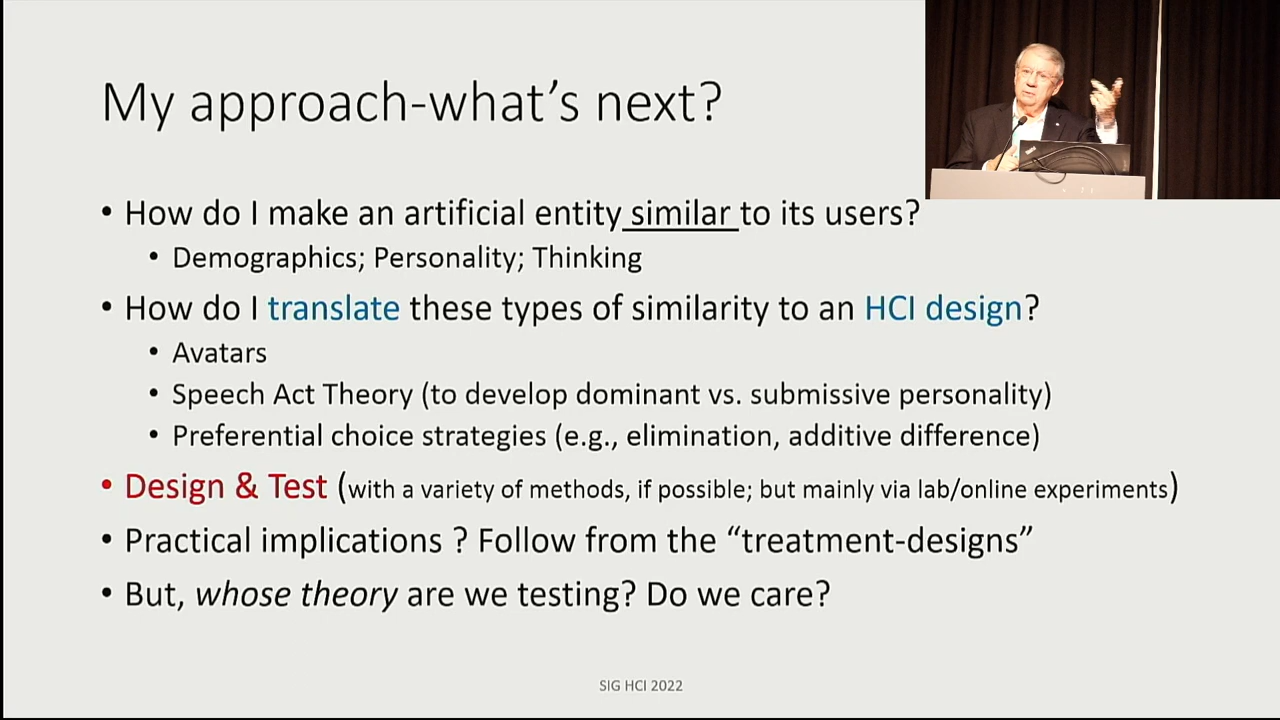 My approach-what's next?
• How do I make an artificial entity similar to its users?
• Demographics; Personality; Thinking
• How do I translate these types of similarity to an HCI design?
• Avatars
• Speech Act Theory (to develop dominant vs. submissive personality)
• Preferential choice strategies (e.g., elimination, additive difference)
• Design & Test (with a variety of methods, if possible; but mainly via lab/online experiments)
• Practical implications ? Follow from the “treatment-designs”
• But, whose theory are we testing? Do we care?
SIG HCI 2022